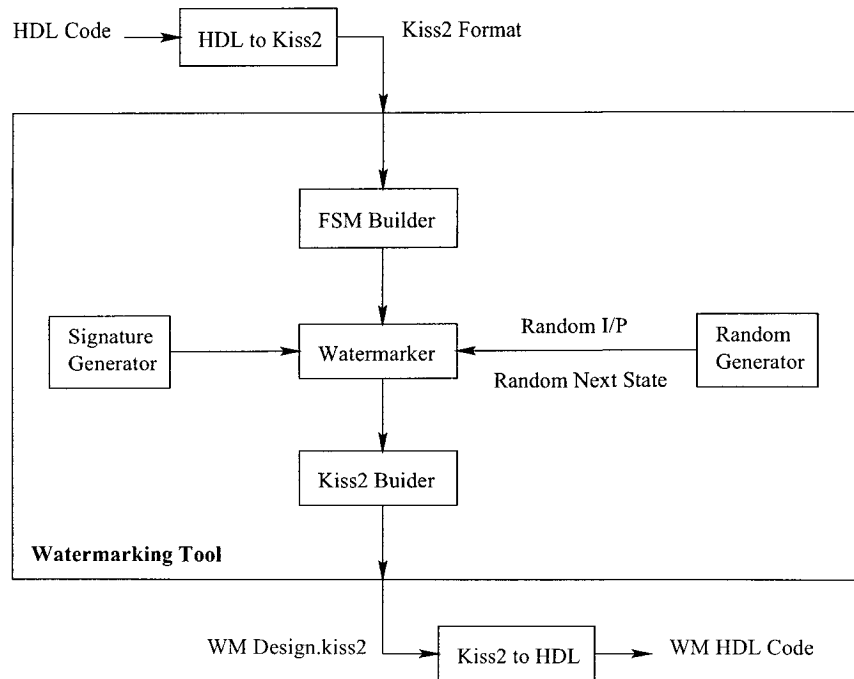 HDL Code
HDL to Kiss2
Kiss2 Format
FSM Builder
Signature
Generator
Watermarker
Random I/P
Random Next State
Random
Generator
Kiss2 Buider
Watermarking Tool
WM Design.kiss2
Kiss2 to HDL
WM HDL Code